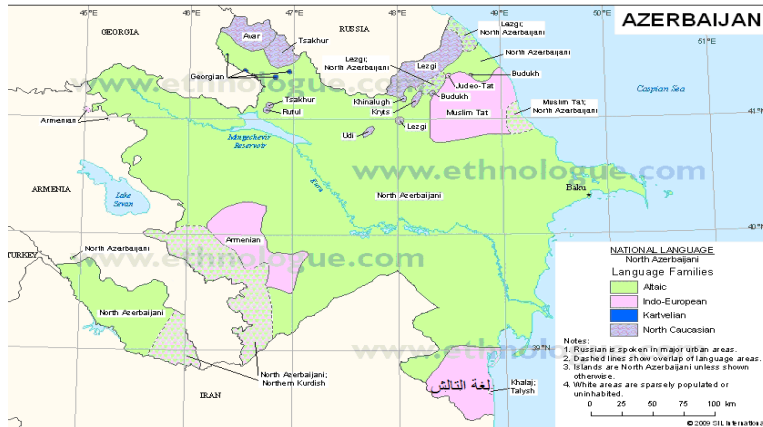 AZERBAIJAN
GEORGIA
RUSSIA
45°
46°
47°
48°
49°
50°
51°E
Avar
Tsakhur
Lezgi;
North Azerbaijani
Lezgi;
North Azerbaijani
Lezgi
North Azerbaijani
Budukh
Georgian
Judeo-Tat
Budukh
Khinalugh
Kryts
Tsakhur
Rutul
Muslim Tat
Muslim Tat;
North Azerbaijani
Caspian Sea
www.ethnologue.com
Armenian
41°N
Mingechevir
Reservoir
Udi
Lezgi
www.ethnologue.com
ARMENIA
Lake
Sevan
Kura
North Azerbaijani
Baku
40°N
Armenian
TURKEY
North Azerbaijani
www.ethnologue.com
North Azerbaijani
NATIONAL LANGUAGE
North Azerbaijani
Language Families
Altaic
Indo-European
Kartvelian
North Caucasian
www.ethnologue.com
39°N
Notes:
1. Russian is spoken in major urban areas.
2. Dashed lines show overlap of language areas.
3. Islands are North Azerbaijani unless shown
otherwise.
4. White areas are sparsely populated or
uninhabited.
North Azerbaijani;
Northern Kurdish
IRAN
لغة التالش
Khalaj;
Talysh
0 25 50 75 100 km
© 2009 SIL International